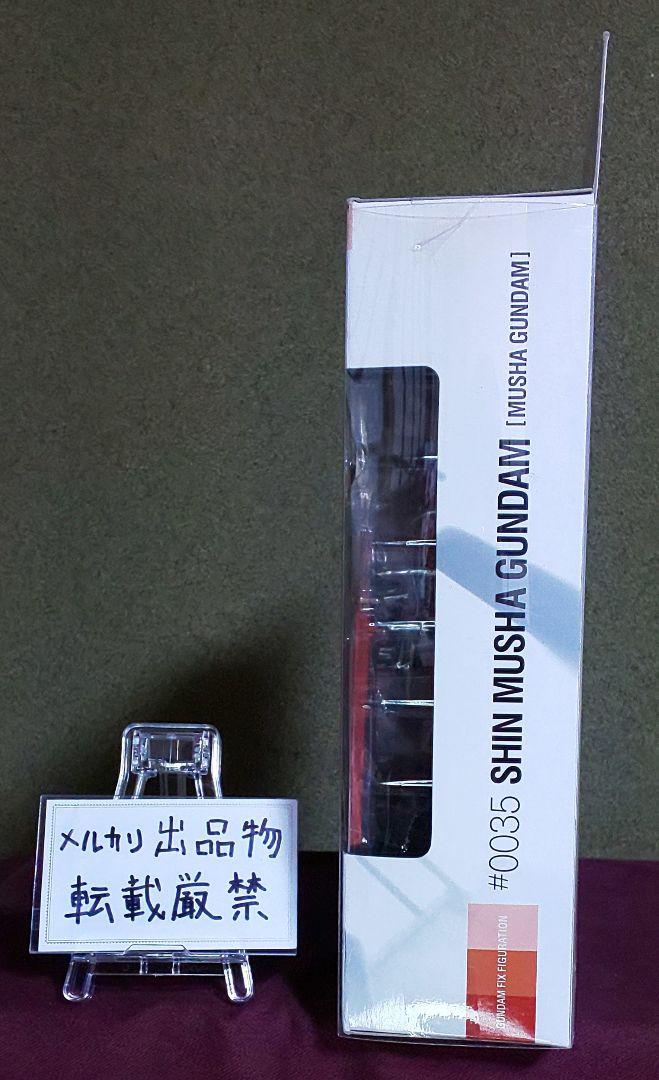 メルカリ 出品物
転載厳禁
#0035 SHIN MUSHA GUNDAM [MUSHA GUNDAM]
GUNDAM FIX FIGURATION